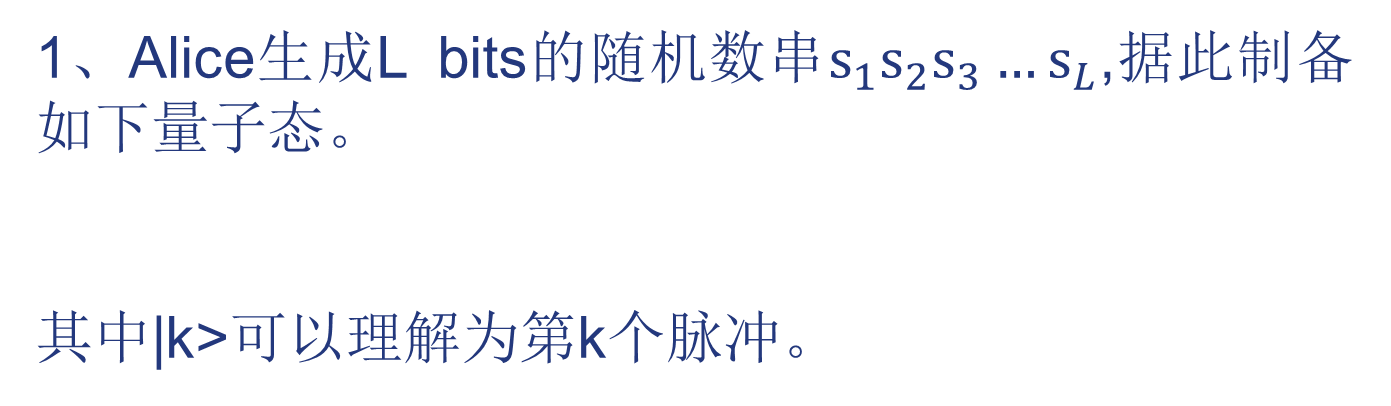 1、Alice生成L bits的随机数串s₁s₂s₃ ... s_L,据此制备
如下量子态。
其中|k>可以理解为第k个脉冲。